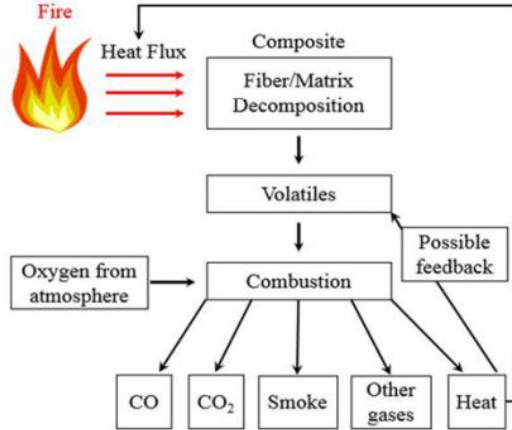 Fire
Heat Flux
Composite
Fiber/Matrix
Decomposition
Volatiles
Possible
feedback
Oxygen from
atmosphere
Combustion
CO
CO₂
Smoke
Other
gases
Heat